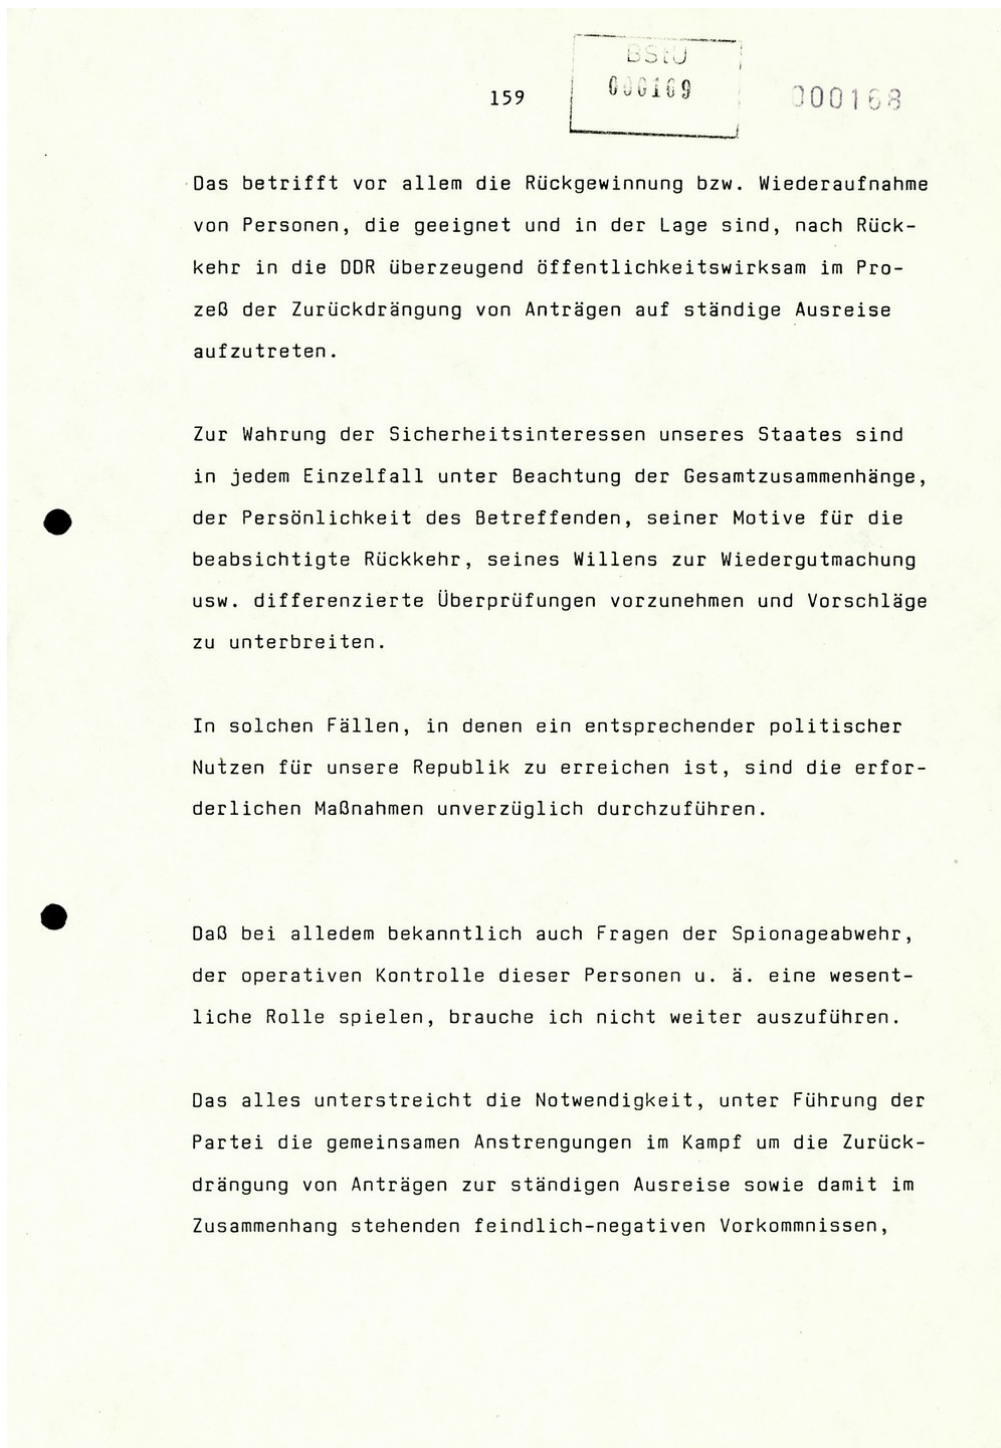 BStU
000169
159
000168
Das betrifft vor allem die Rückgewinnung bzw. Wiederaufnahme
von Personen, die geeignet und in der Lage sind, nach Rück-
kehr in die DDR überzeugend öffentlichkeitswirksam im Pro-
zeß der Zurückdrängung von Anträgen auf ständige Ausreise
aufzutreten.
Zur Wahrung der Sicherheitsinteressen unseres Staates sind
in jedem Einzelfall unter Beachtung der Gesamtzusammenhänge,
der Persönlichkeit des Betreffenden, seiner Motive für die
beabsichtigte Rückkehr, seines Willens zur Wiedergutmachung
usw. differenzierte Überprüfungen vorzunehmen und Vorschläge
zu unterbreiten.
In solchen Fällen, in denen ein entsprechender politischer
Nutzen für unsere Republik zu erreichen ist, sind die erfor-
derlichen Maßnahmen unverzüglich durchzuführen.
Daß bei alledem bekanntlich auch Fragen der Spionageabwehr,
der operativen Kontrolle dieser Personen u. ä. eine wesent-
liche Rolle spielen, brauche ich nicht weiter auszuführen.
Das alles unterstreicht die Notwendigkeit, unter Führung der
Partei die gemeinsamen Anstrengungen im Kampf um die Zurück-
drängung von Anträgen zur ständigen Ausreise sowie damit im
Zusammenhang stehenden feindlich-negativen Vorkommnissen,